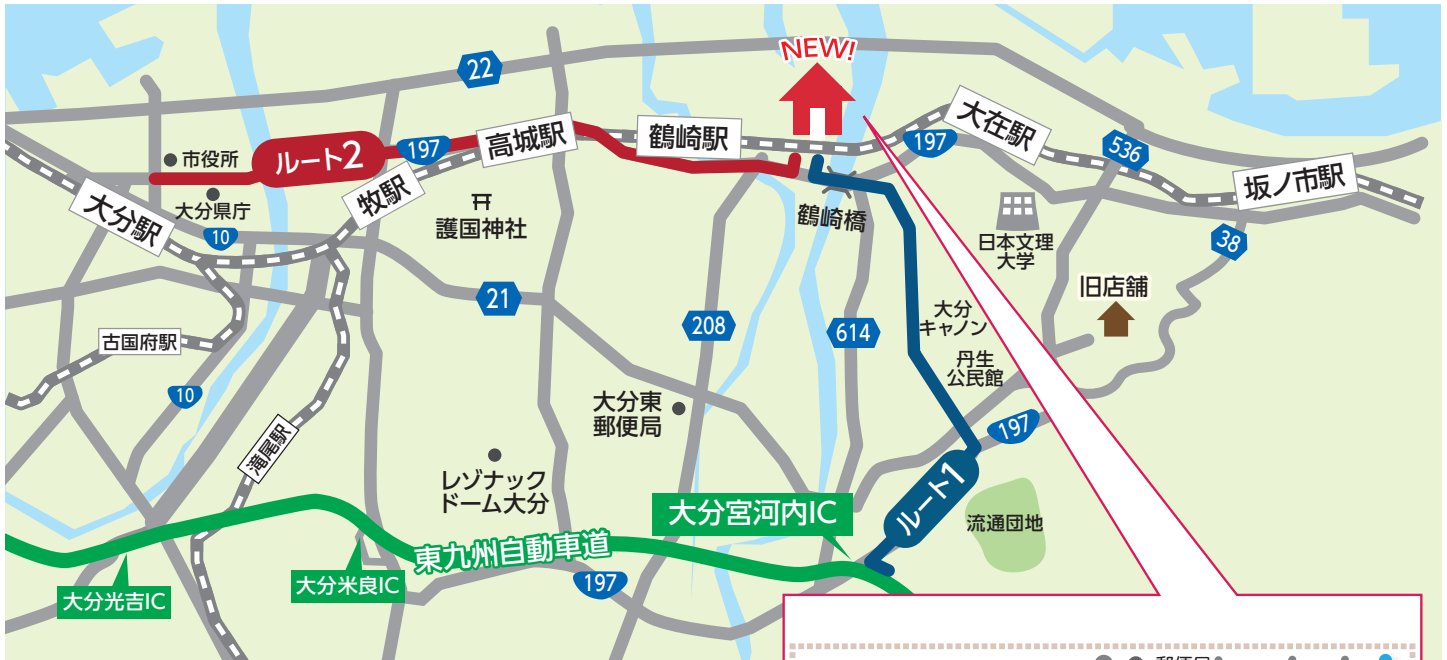 NEW!
22
大在駅
197
鶴崎駅
高城駅
197
ルート2
市役所
536
坂ノ市駅
牧駅
大分県庁
大分駅
10
護国神社
鶴崎橋
日本文理
大学
38
旧店舗
21
208
614
大分
キャノン
古国府駅
丹生
公民館
10
大分東
郵便局
197
滝尾駅
レゾナック
ドーム大分
大分宮河内IC
ルート1
流通団地
東九州自動車道
大分米良IC
197
大分光吉IC
郵便局